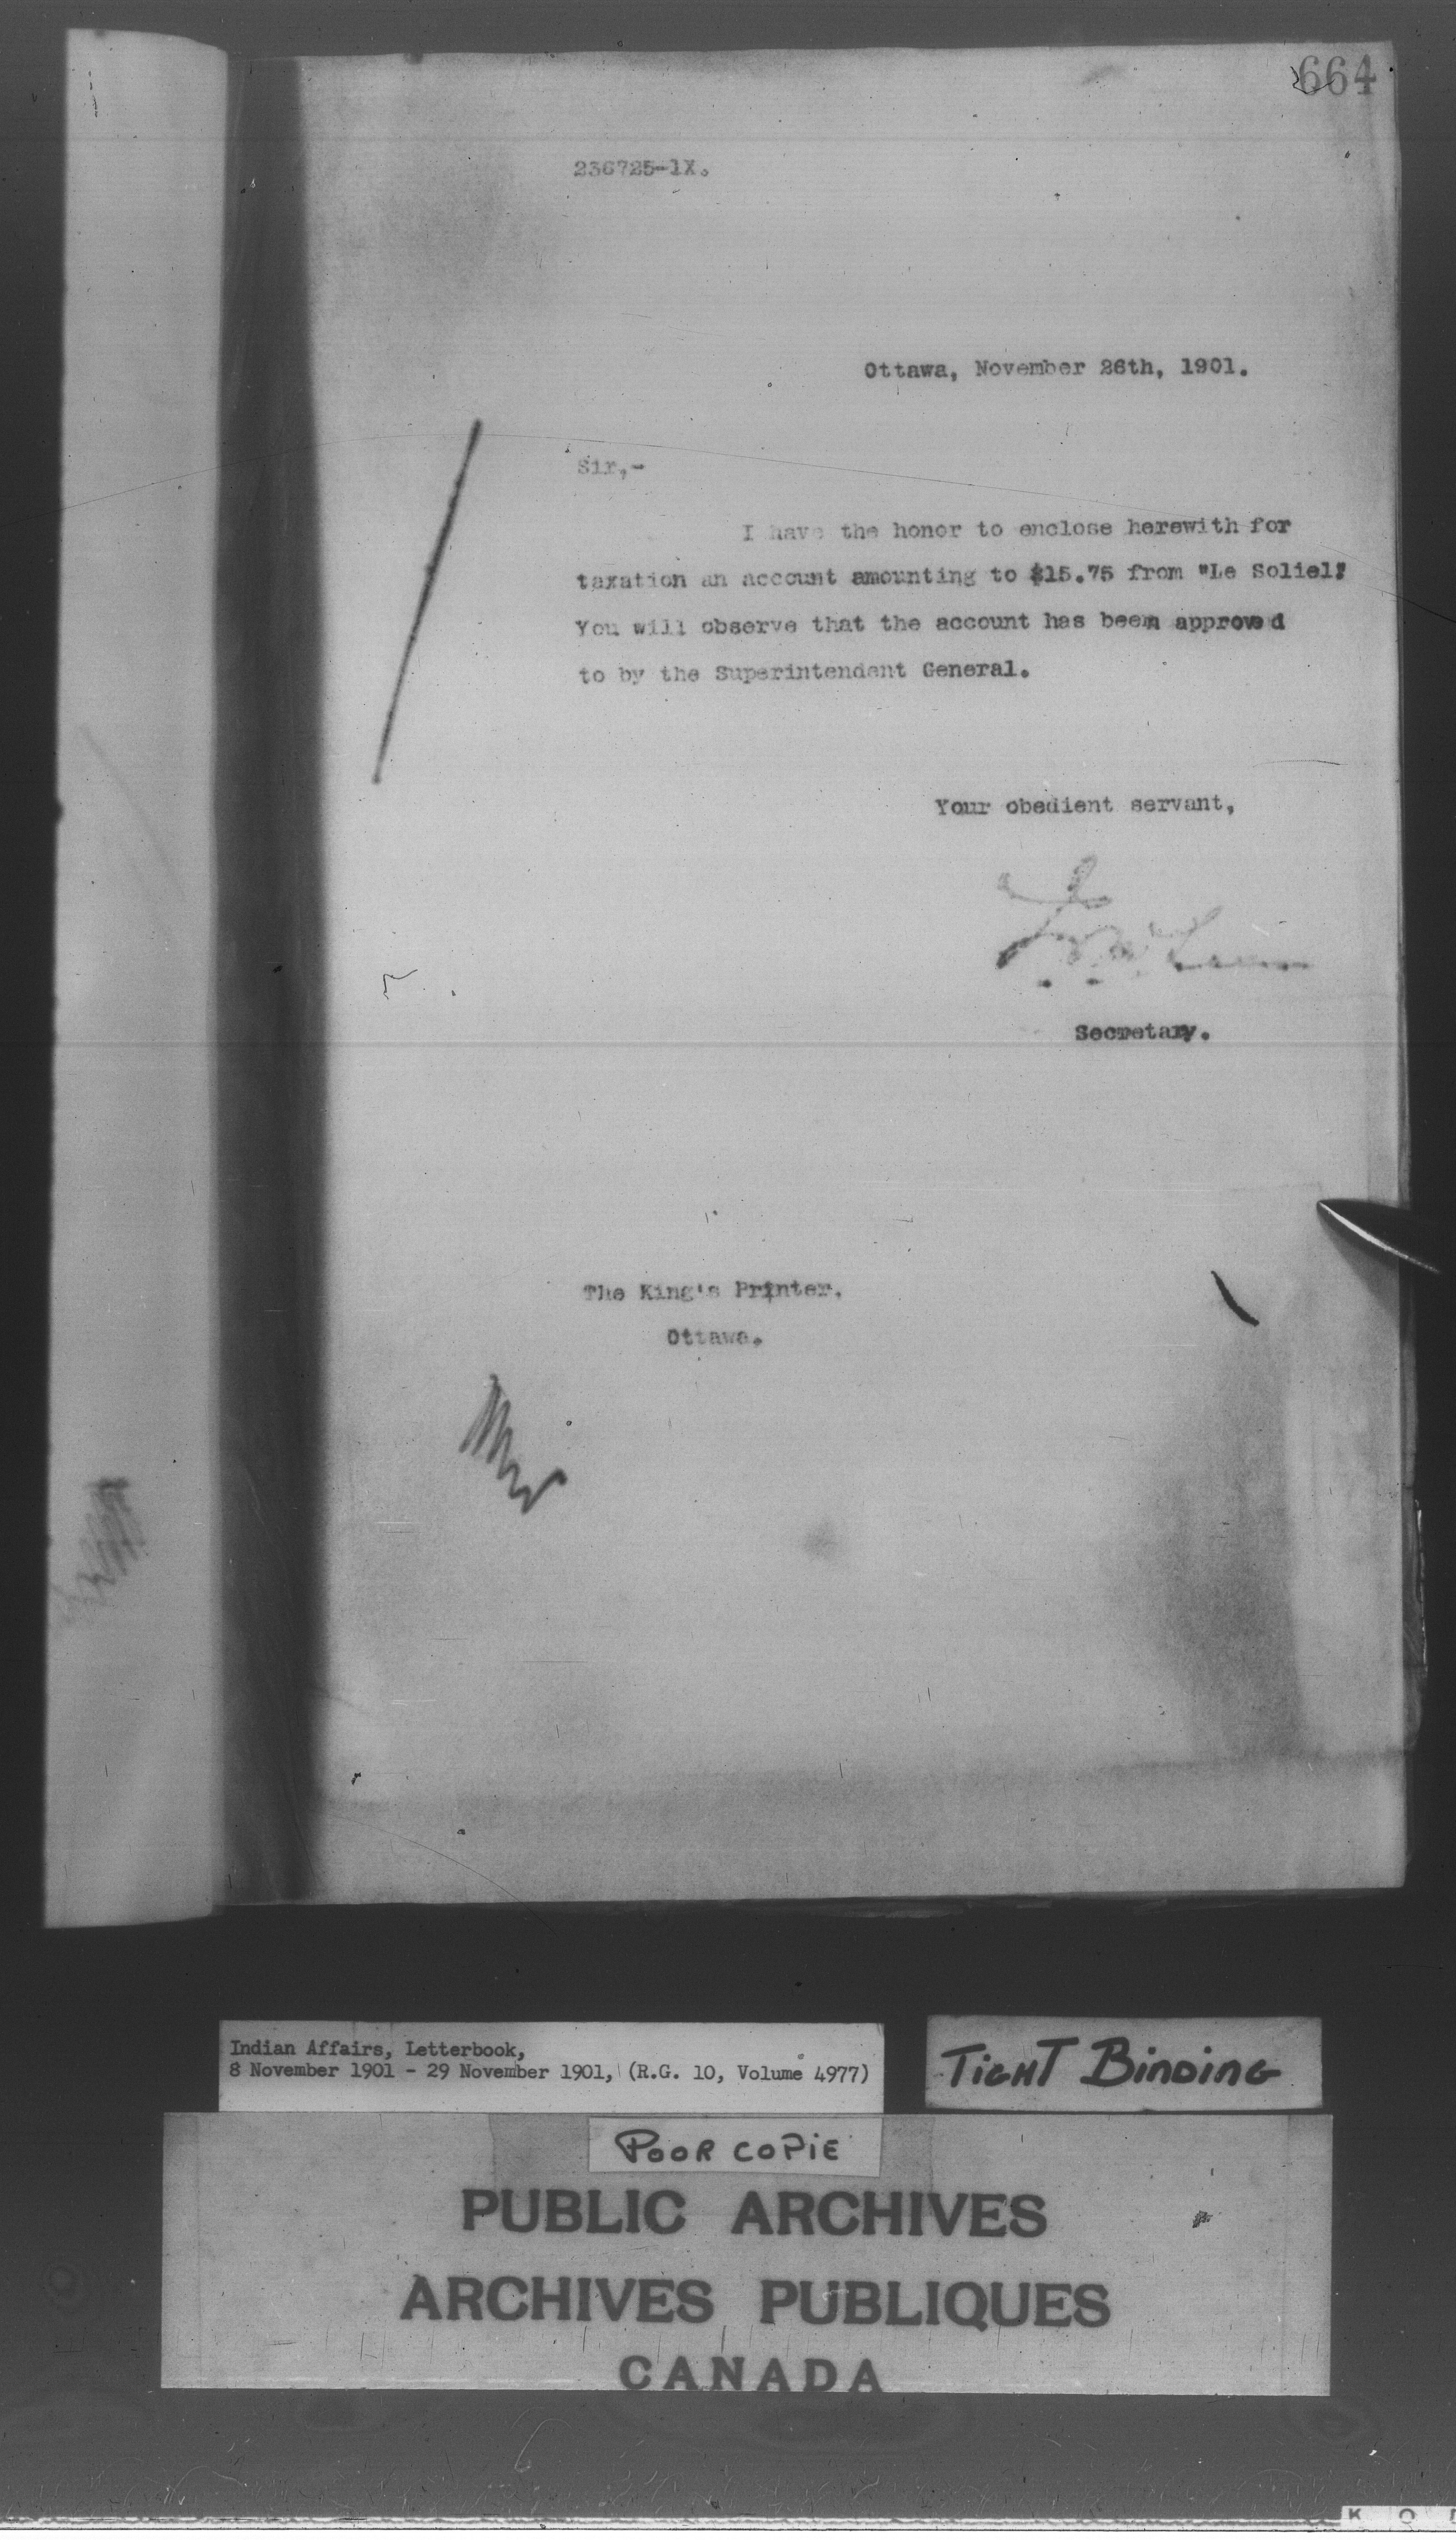 664
236725-1X.
Ottawa, November 26th, 1901.
Sir,-
I have the honor to enclose herewith for
taxation an account amounting to $15.75 from "Le Soliel."
You will observe that the account has been approved
to by the Superintendent General.
Your obedient servant,
Secretary.
The King's Printer.
Ottawa.
Indian Affairs, Letterbook,
8 November 1901 - 29 November 1901, (R.G. 10, Volume 4977)
TIGHT BINDING
POOR COPIE
PUBLIC ARCHIVES
ARCHIVES PUBLIQUES
CANADA